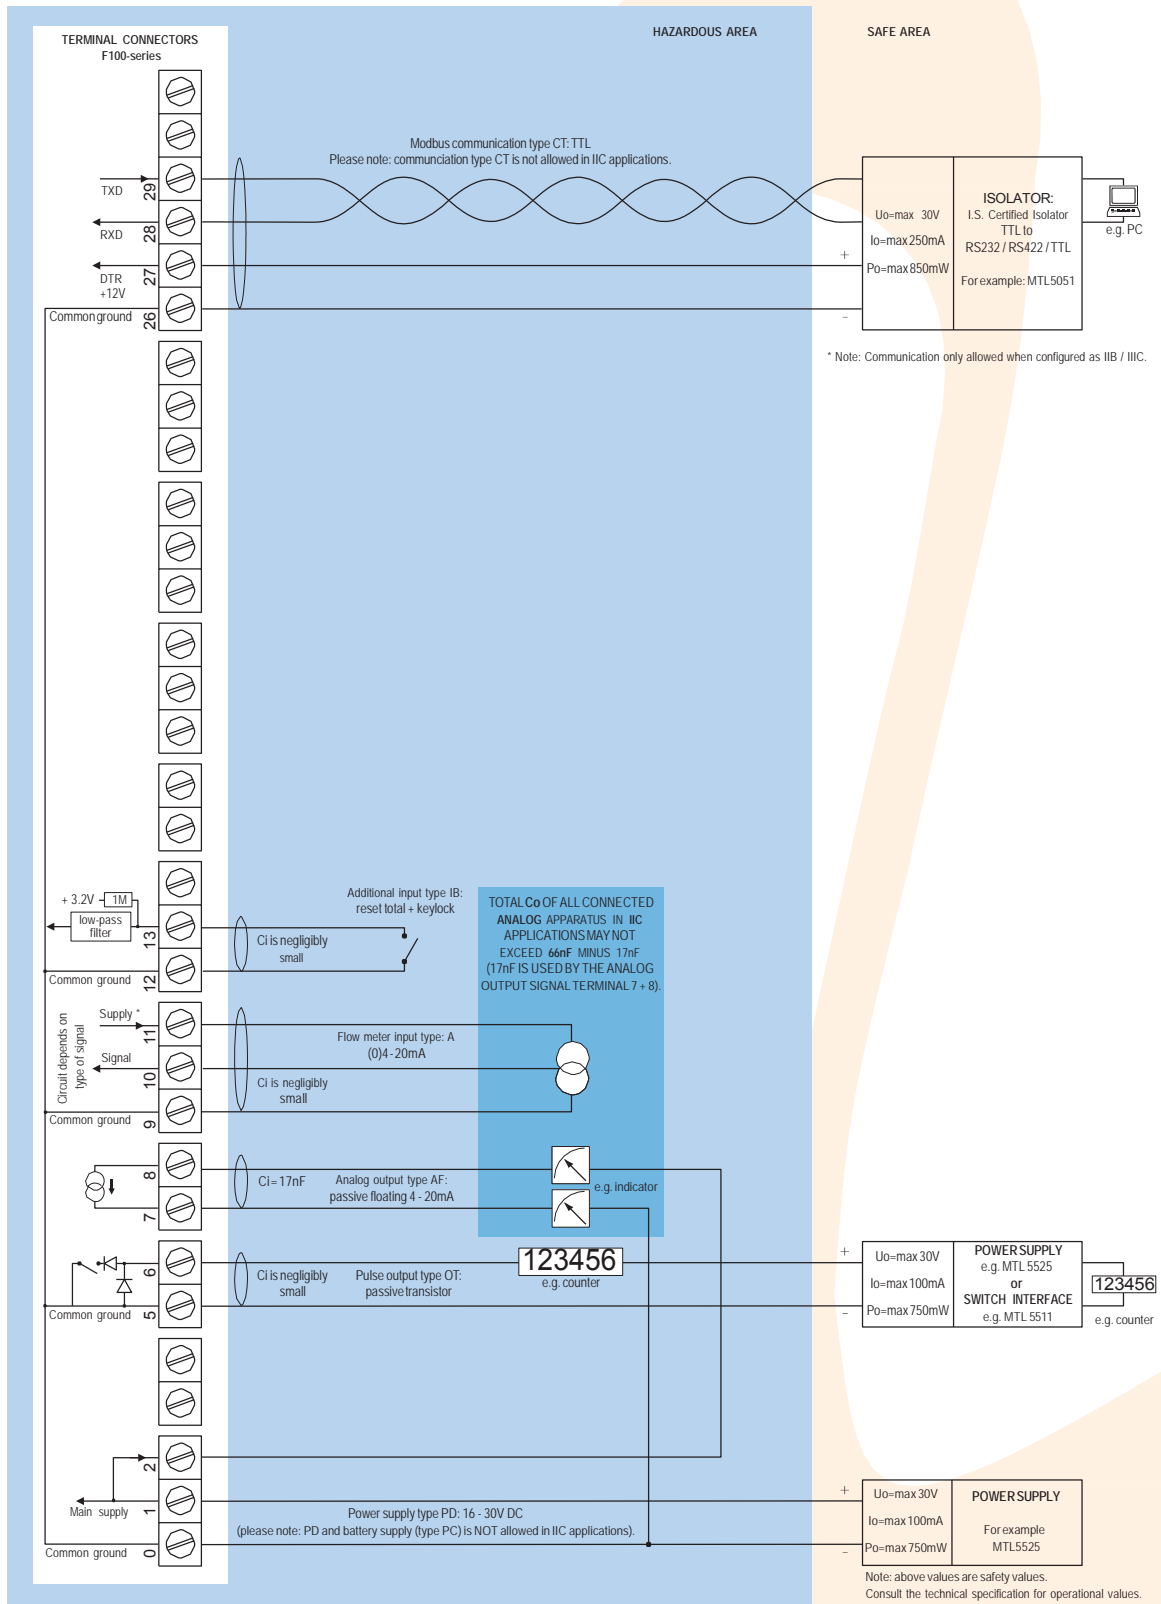 HAZARDOUS AREA
SAFE AREA
TERMINAL CONNECTORS
F100-series
Modbus communication type CT: TTL
Please note: communciation type CT is not allowed in IIC applications.
TXD
29
RXD
28
DTR
+12V
27
Common ground
26
+
-
Uo=max 30V
Io=max 250mA
Po=max 850mW
ISOLATOR:
I.S. Certified Isolator
TTL to
RS232 / RS422 / TTL
For example: MTL5051
e.g. PC
* Note: Communication only allowed when configured as IIB / IIIC.
+ 3.2V
1M
low-pass
filter
13
Common ground
12
Additional input type IB:
reset total + keylock
Ci is negligibly
small
TOTAL Co OF ALL CONNECTED
ANALOG APPARATUS IN IIC
APPLICATIONS MAY NOT
EXCEED 66nF MINUS 17nF
(17nF IS USED BY THE ANALOG
OUTPUT SIGNAL TERMINAL 7 + 8).
Circuit depends on
type of signal
Supply *
11
Signal
10
Common ground
9
Flow meter input type: A
(0)4 - 20mA
Ci is negligibly
small
8
7
Ci = 17nF
Analog output type AF:
passive floating 4 - 20mA
e.g. indicator
6
Common ground
5
Ci is negligibly
small
Pulse output type OT:
passive transistor
123456
e.g. counter
+
-
Uo=max 30V
Io=max 100mA
Po=max 750mW
POWER SUPPLY
e.g. MTL 5525
or
SWITCH INTERFACE
e.g. MTL 5511
123456
e.g. counter
2
Main supply
1
Common ground
0
Power supply type PD: 16 - 30V DC
(please note: PD and battery supply (type PC) is NOT allowed in IIC applications).
+
-
Uo=max 30V
Io=max 100mA
Po=max 750mW
POWER SUPPLY
For example
MTL5525
Note: above values are safety values.
Consult the technical specification for operational values.